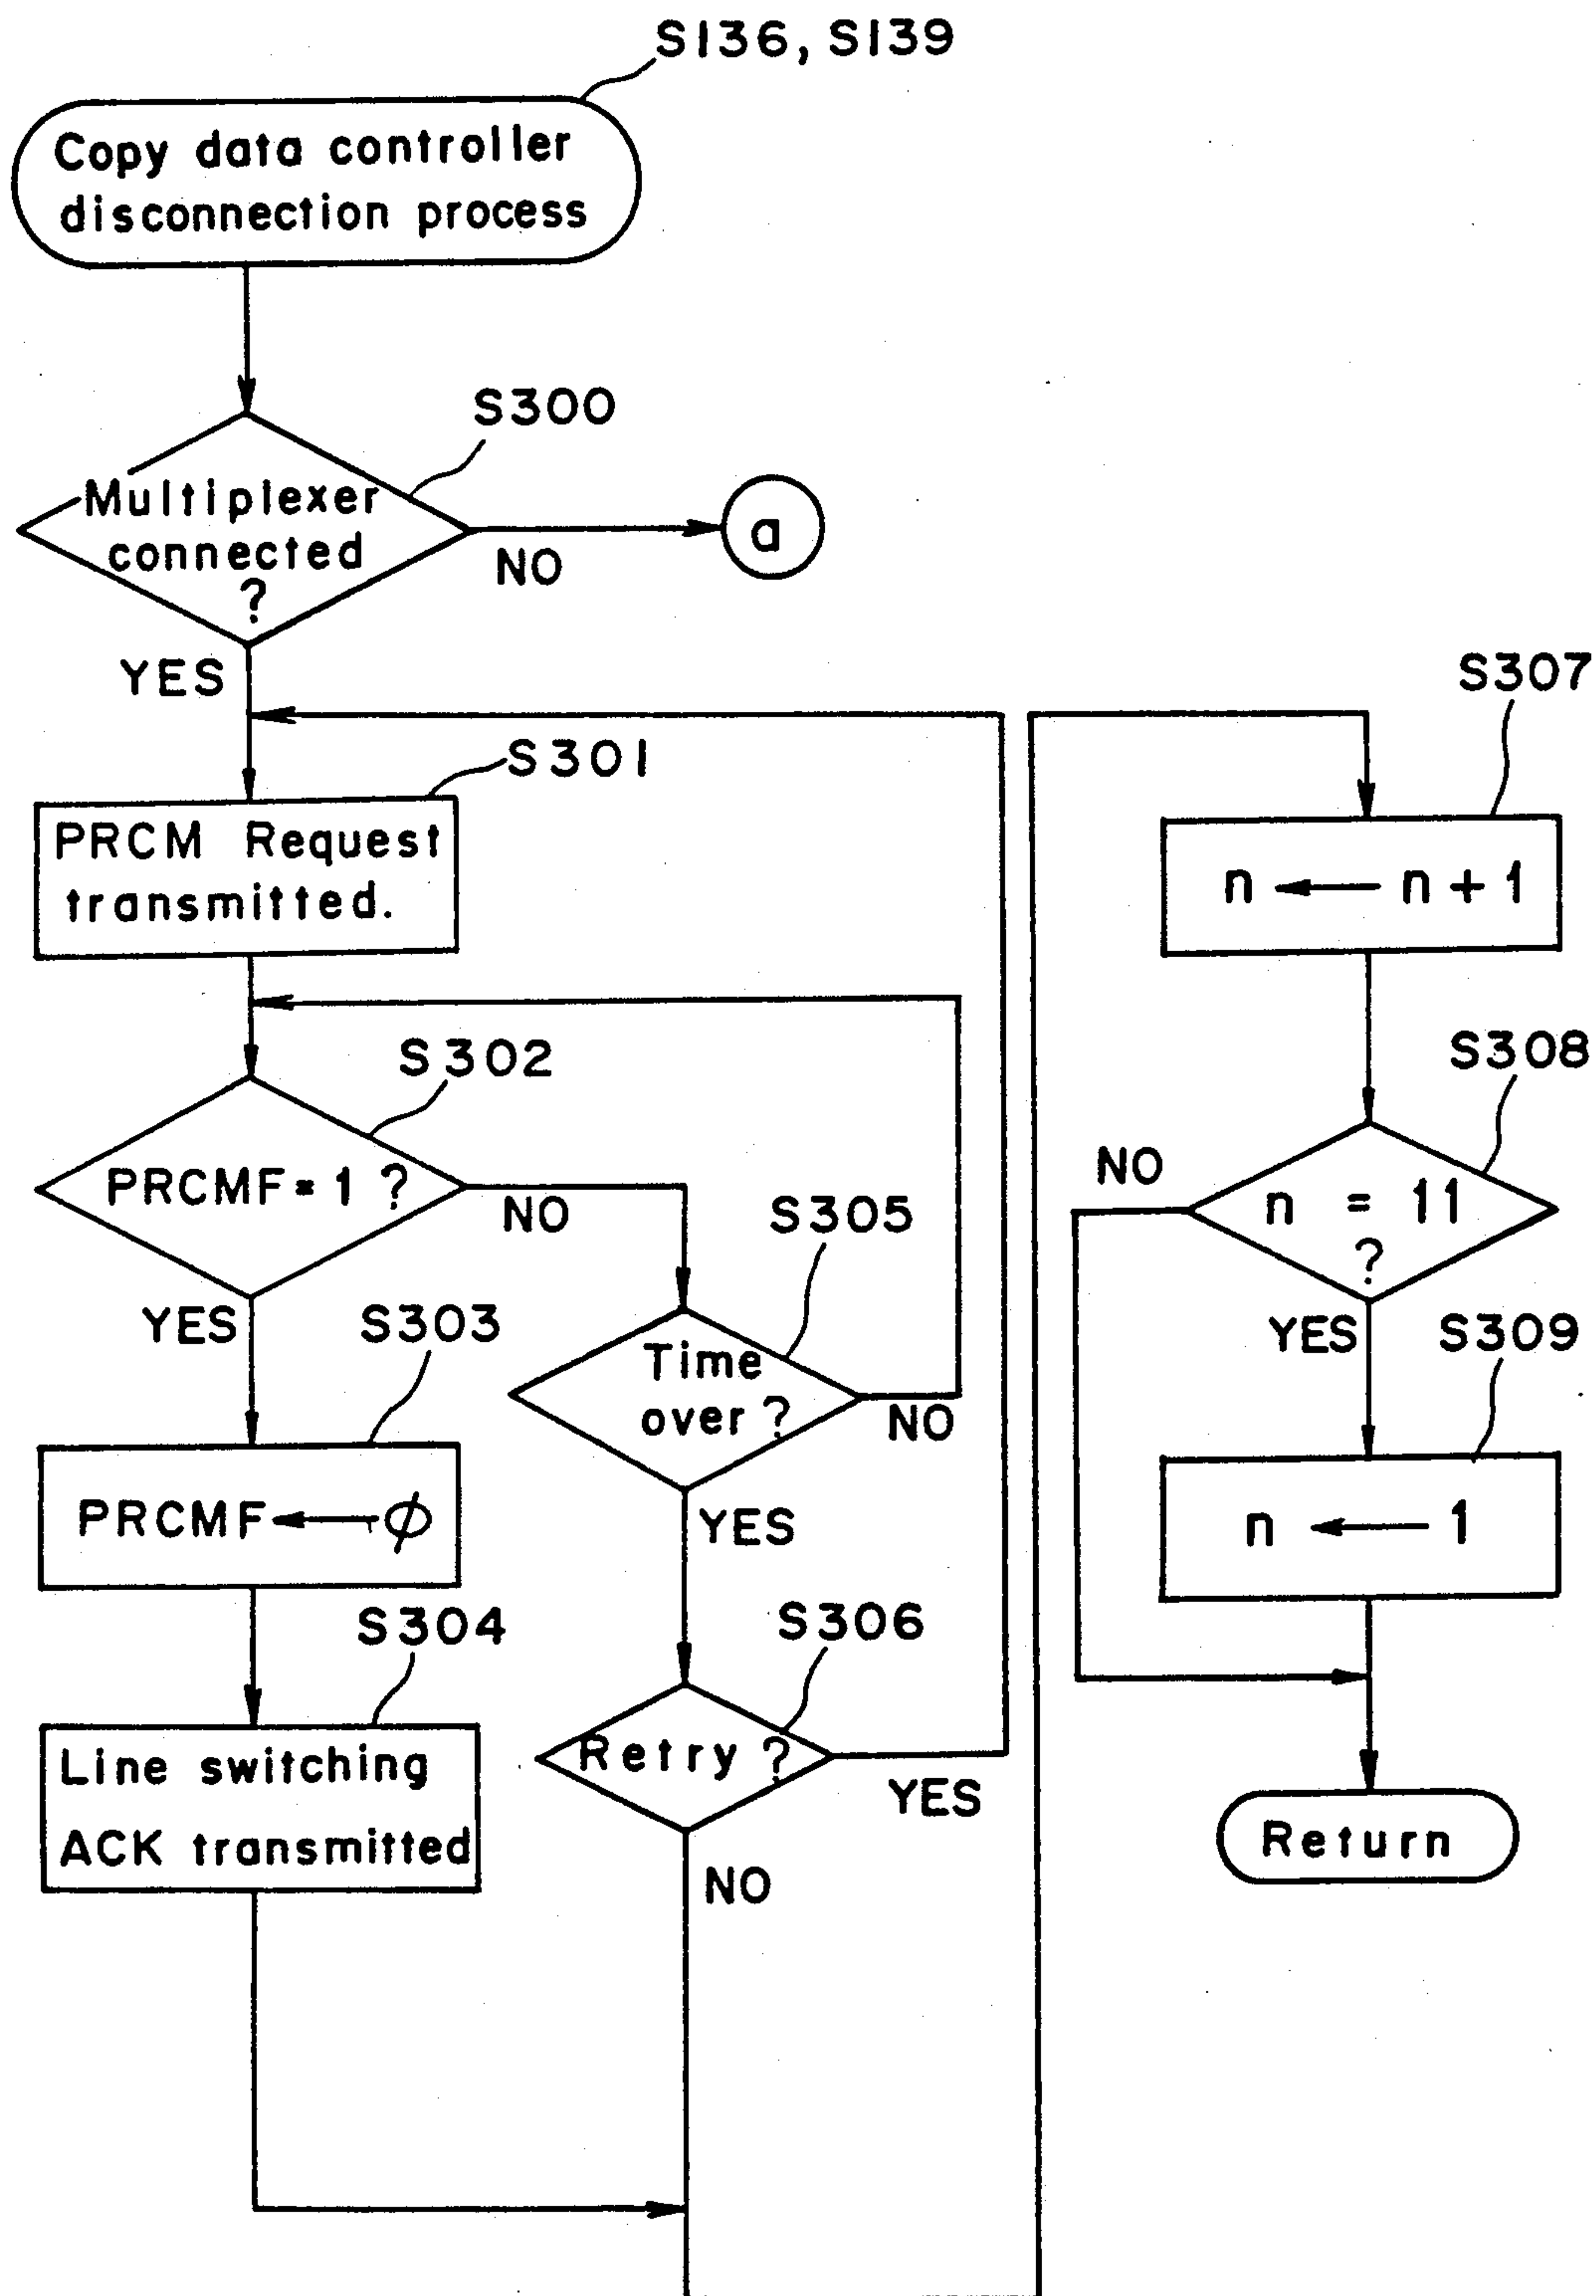 S136, S139
Copy data controller
disconnection process
S300
Multiplexer
connected
?
NO
a
YES
S301
PRCM Request
transmitted.
S302
PRCMF = 1 ?
NO
YES
S303
PRCMF ← ϕ
S304
Line switching
ACK transmitted
S305
Time
over ?
NO
YES
S306
Retry ?
YES
NO
S307
n ← n + 1
S308
n = 11
?
NO
YES
S309
n ← 1
Return